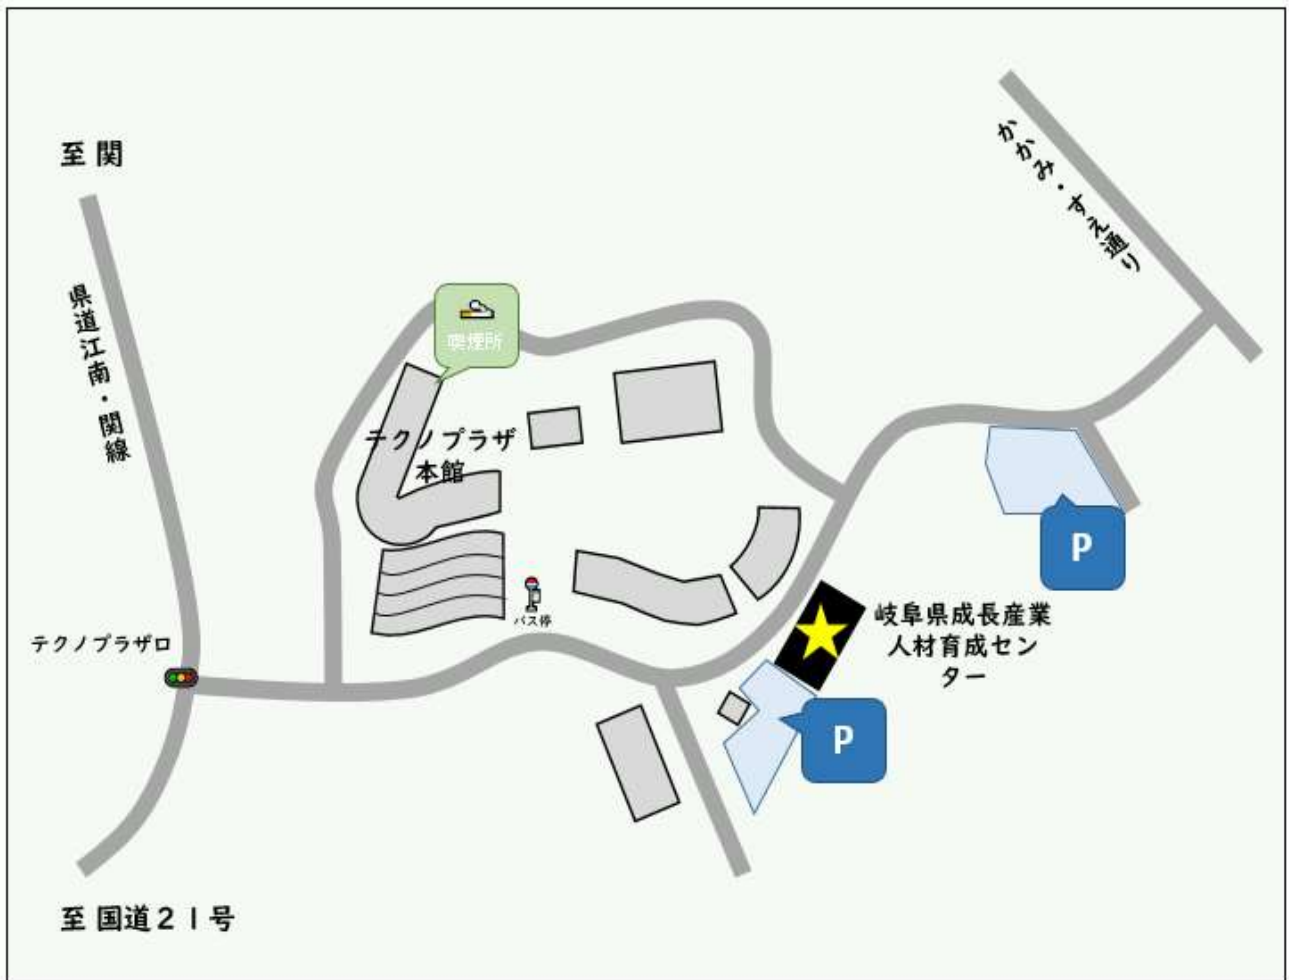 至 関
かかみ・すえ通り
県道江南・関線
喫煙所
テクノプラザ
本館
P
バス停
岐阜県成長産業
人材育成セン
ター
テクノプラザ口
P
至 国道２１号